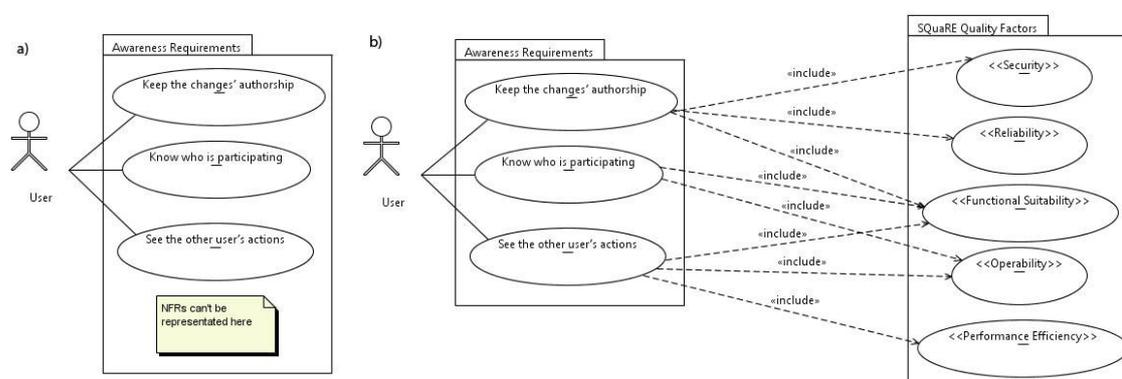 a)
Awareness Requirements
Keep the changes' authorship
Know who is participating
See the other user's actions
User
NFRs can't be
representated here
b)
Awareness Requirements
Keep the changes' authorship
Know who is participating
See the other user's actions
User
«include»
«include»
«include»
«include»
«include»
«include»
«include»
«include»
SQuaRE Quality Factors
<<Security>>
<<Reliability>>
<<Functional Suitability>>
<<Operability>>
<<Performance Efficiency>>